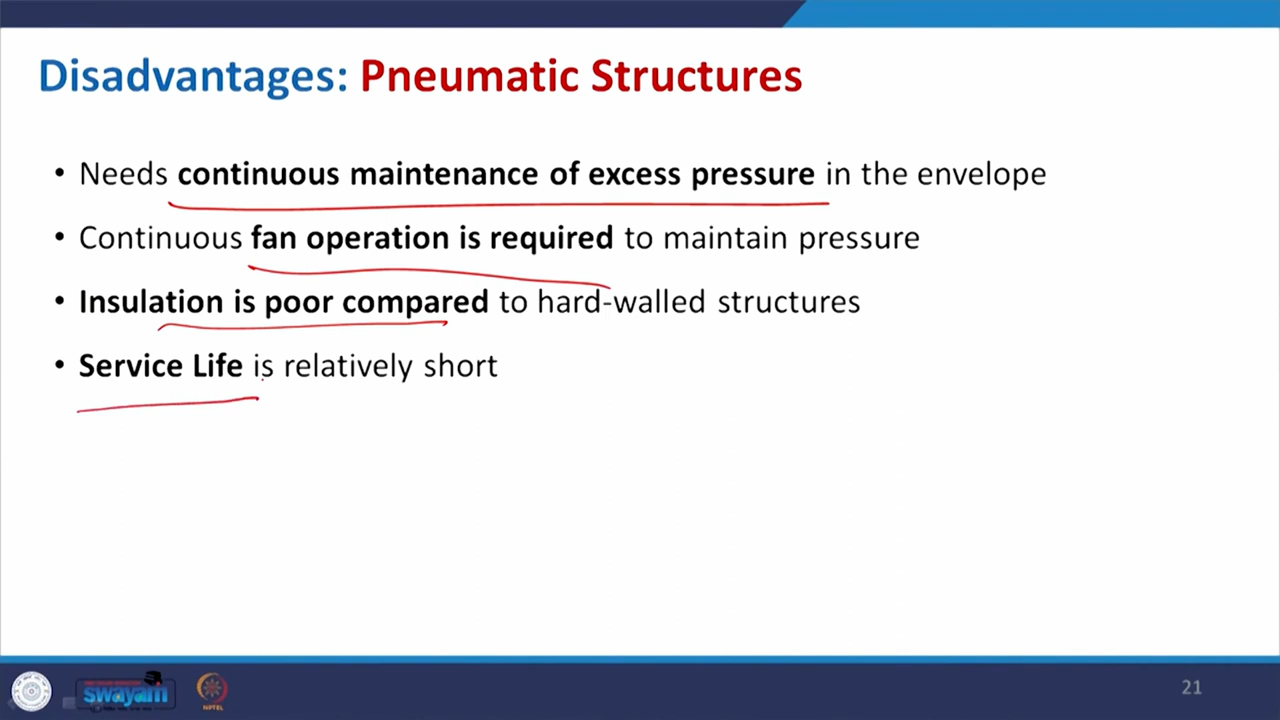 Disadvantages: Pneumatic Structures
• Needs continuous maintenance of excess pressure in the envelope
• Continuous fan operation is required to maintain pressure
• Insulation is poor compared to hard-walled structures
• Service Life is relatively short
swayam
NPTEL
21